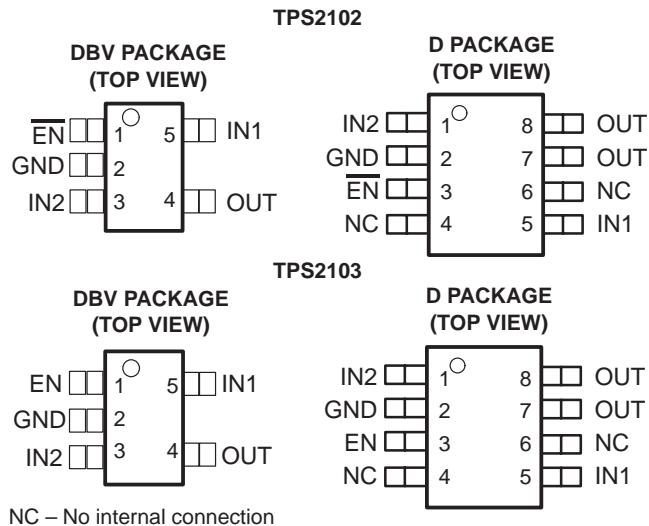 TPS2102
DBV PACKAGE
(TOP VIEW)
EN 1 5 IN1
GND 2
IN2 3 4 OUT
D PACKAGE
(TOP VIEW)
IN2 1 8 OUT
GND 2 7 OUT
EN 3 6 NC
NC 4 5 IN1
TPS2103
DBV PACKAGE
(TOP VIEW)
EN 1 5 IN1
GND 2
IN2 3 4 OUT
D PACKAGE
(TOP VIEW)
IN2 1 8 OUT
GND 2 7 OUT
EN 3 6 NC
NC 4 5 IN1
NC – No internal connection